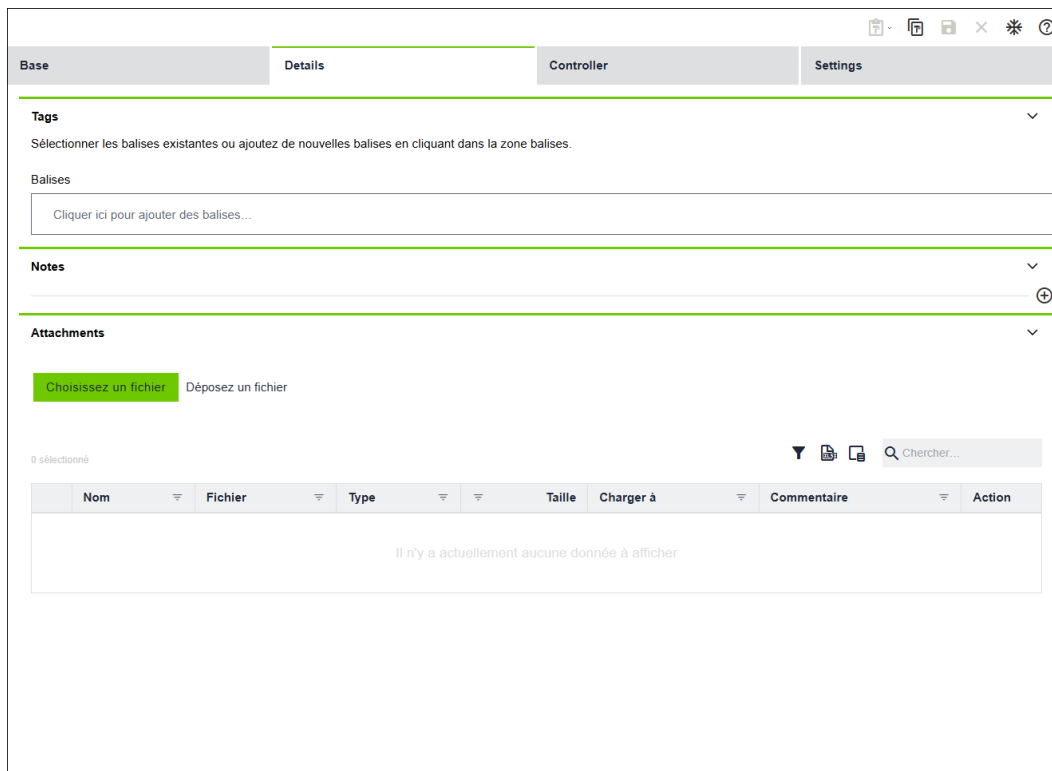 Base Details Controller Settings
Tags
Sélectionner les balises existantes ou ajoutez de nouvelles balises en cliquant dans la zone balises.
Balises
Cliquer ici pour ajouter des balises...
Notes
Attachments
Choisissez un fichier Déposez un fichier
0 sélectionné
Chercher...
Nom Fichier Type Taille Charger à Commentaire Action
Il n'y a actuellement aucune donnée à afficher